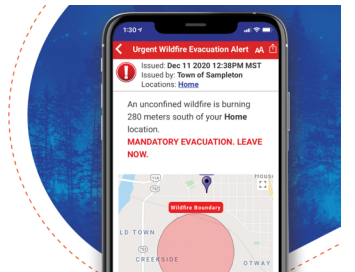 1:30
Urgent Wildfire Evacuation Alert AA
Issued: Dec 11 2020 12:38PM MST
Issued by: Town of Sampleton
Locations: Home
An unconfined wildfire is burning
280 meters south of your Home
location.
MANDATORY EVACUATION. LEAVE
NOW.
Wildfire Boundary
LD TOWN
CREEKSIDE
OTWAY